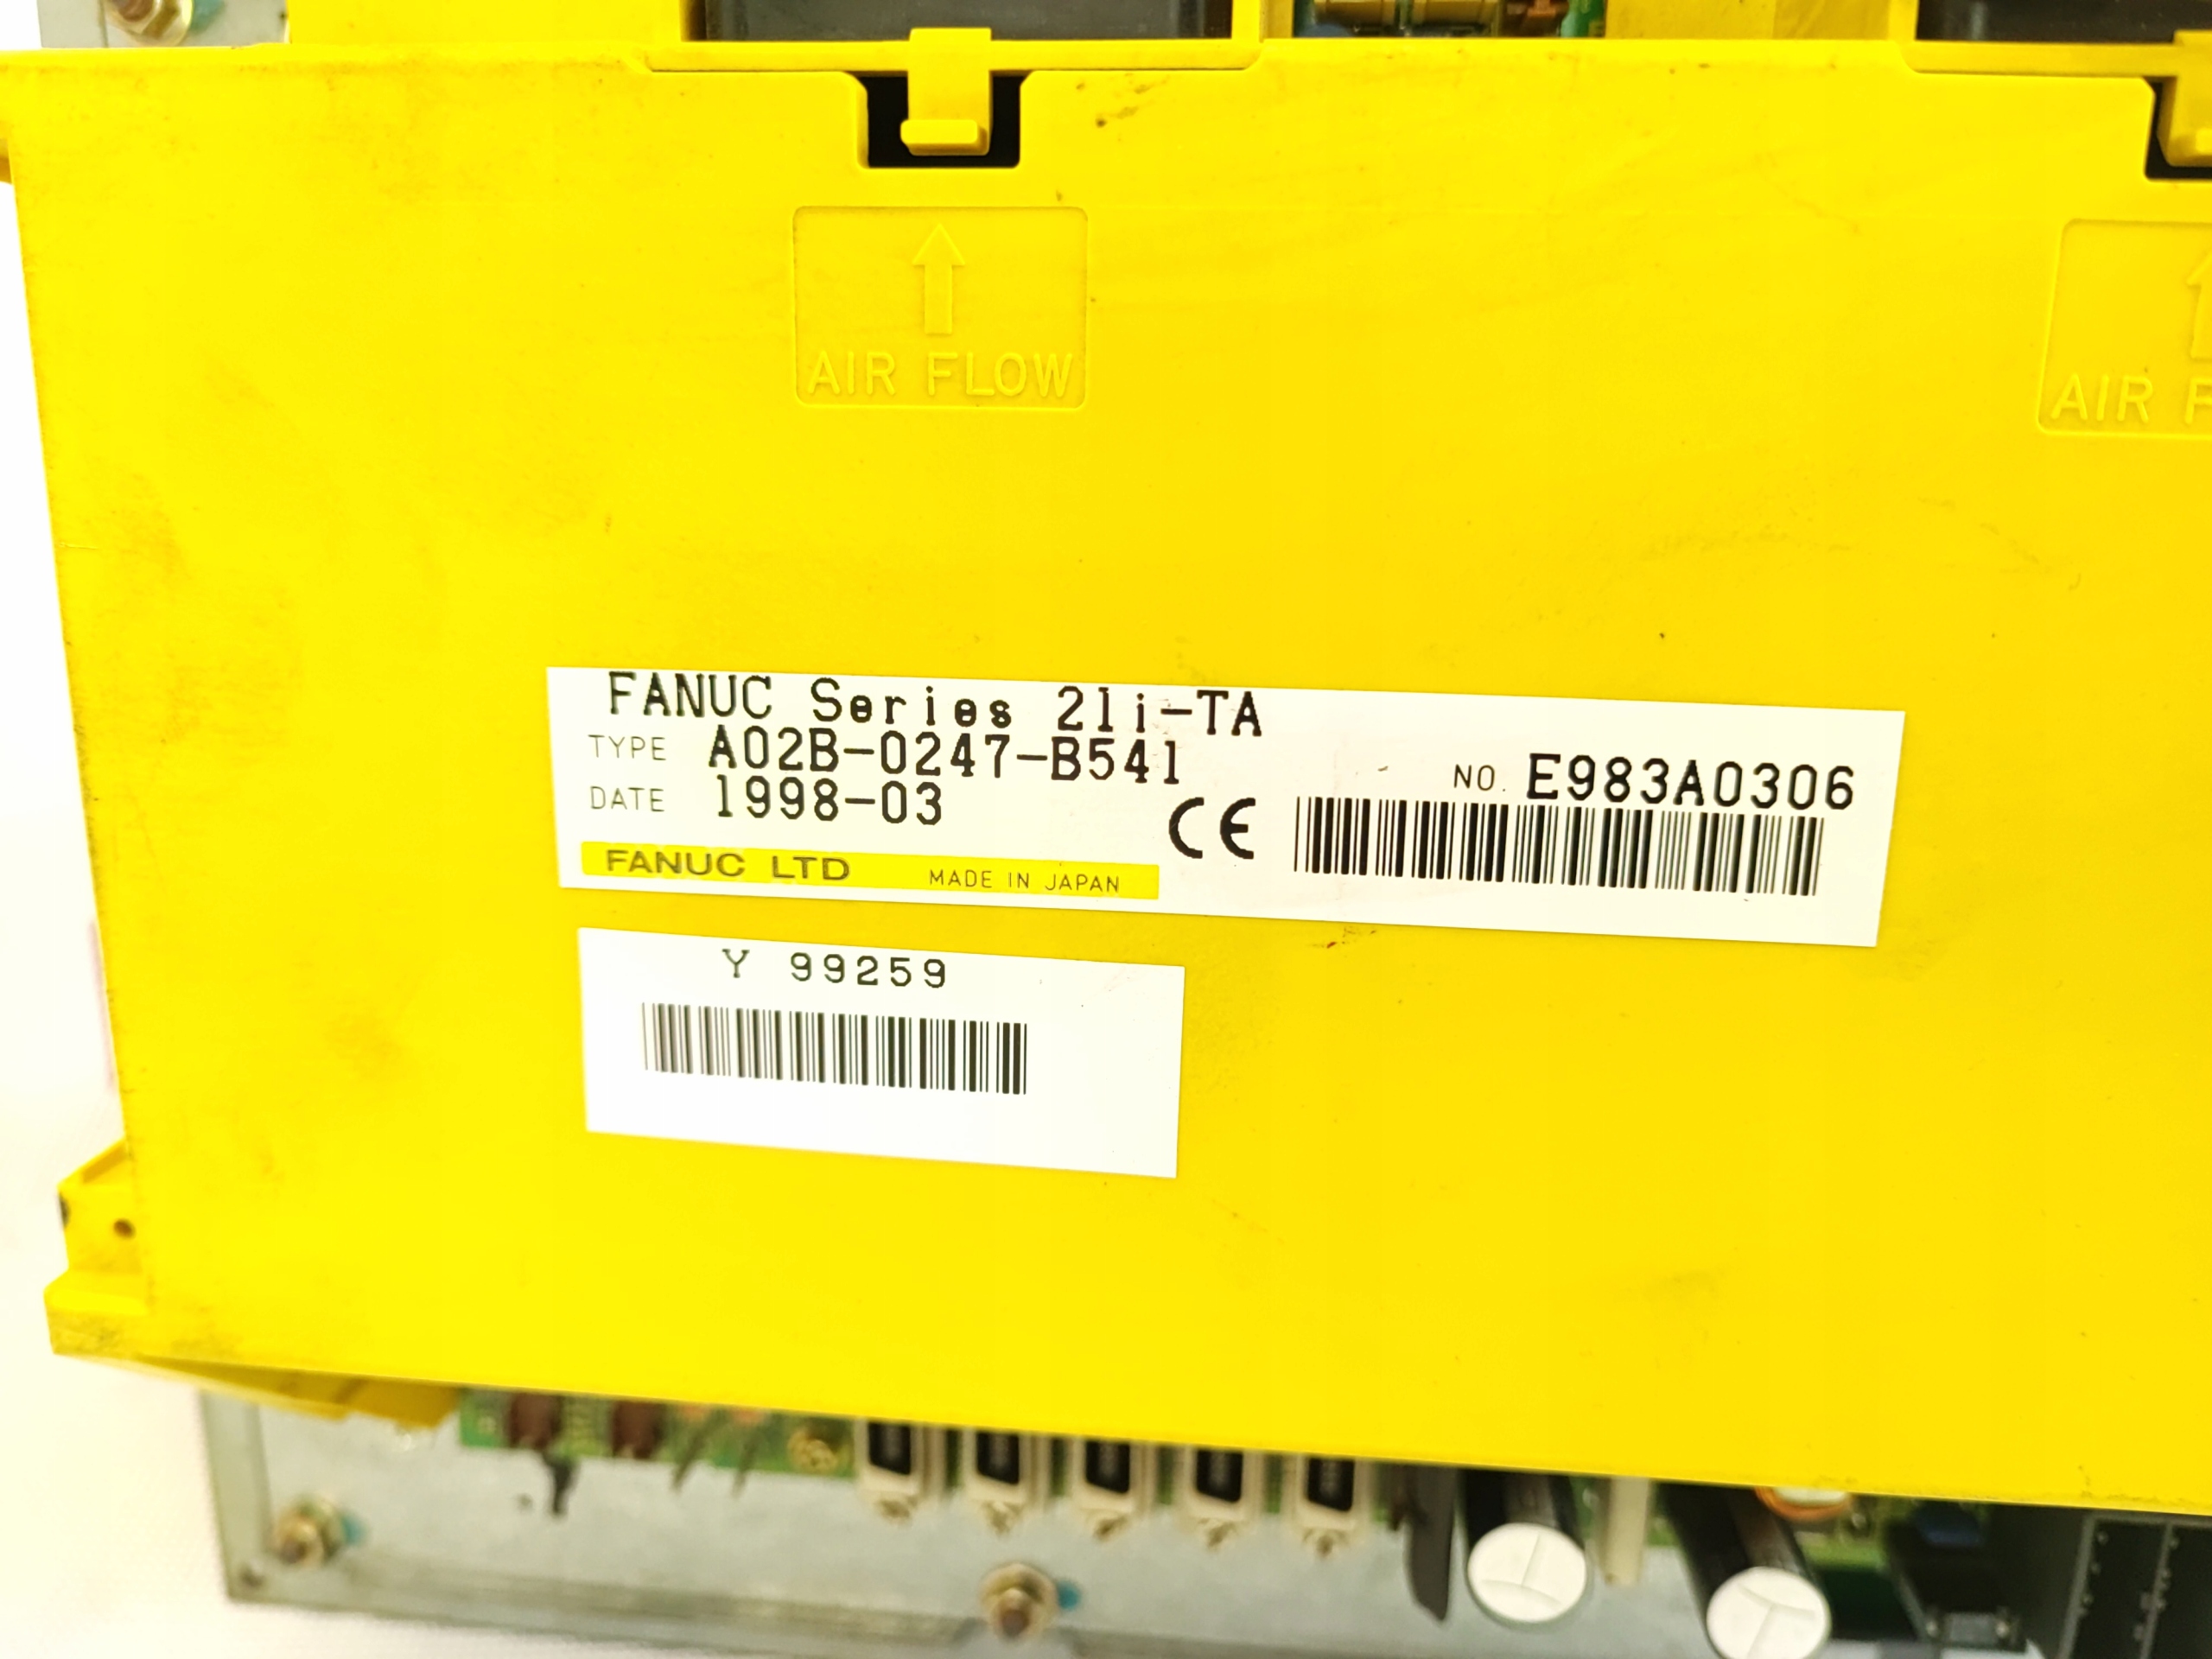 AIR FLOW
AIR F
FANUC Series 21i-TA
TYPE A02B-0247-B541
DATE 1998-03
NO. E983A0306
CE
FANUC LTD MADE IN JAPAN
Y 99259